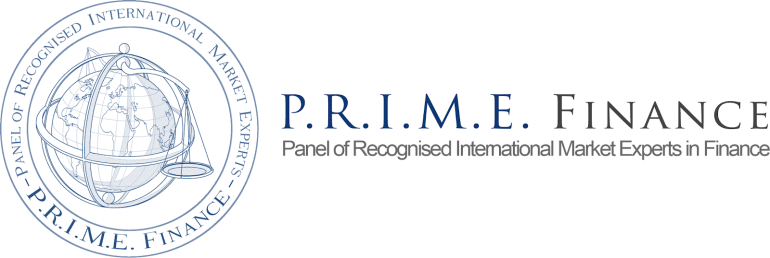 - PANEL OF RECOGNISED INTERNATIONAL MARKET EXPERTS -
P.R.I.M.E. FINANCE
P.R.I.M.E. FINANCE
Panel of Recognised International Market Experts in Finance